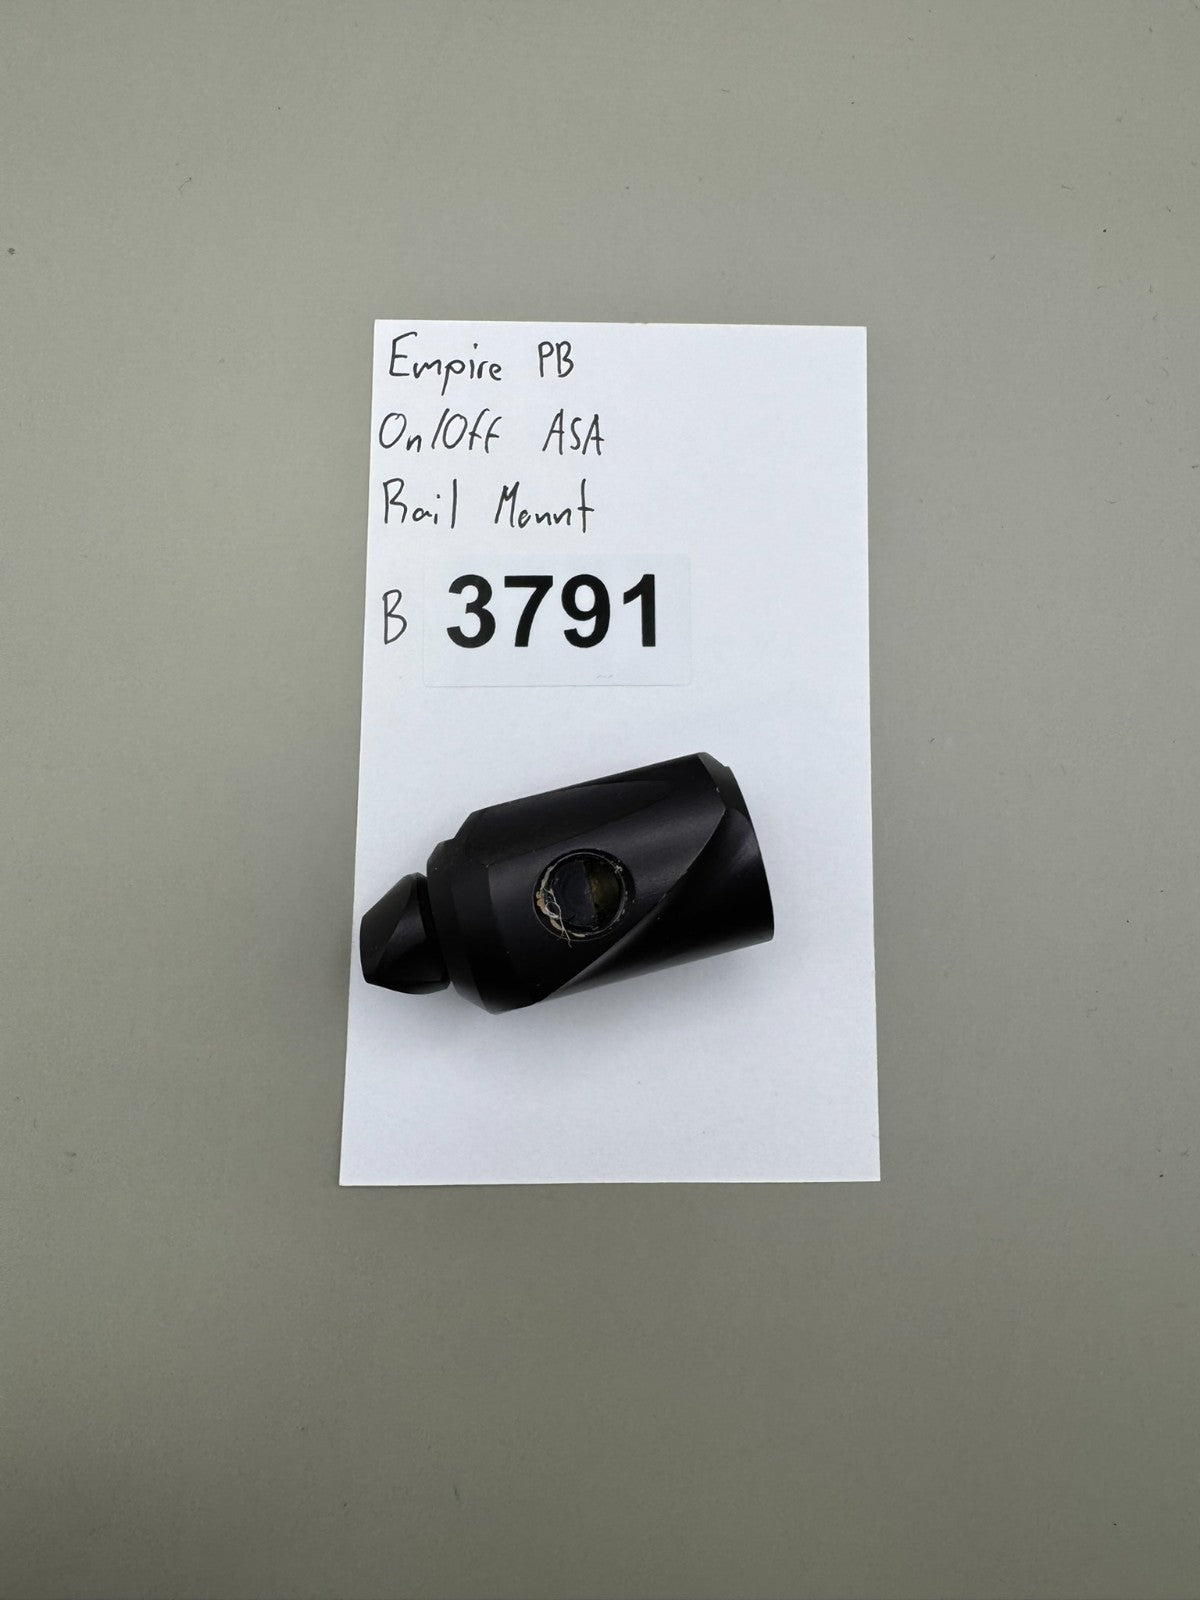 Empire PB
On/Off ASA
Rail Mount
B 3791